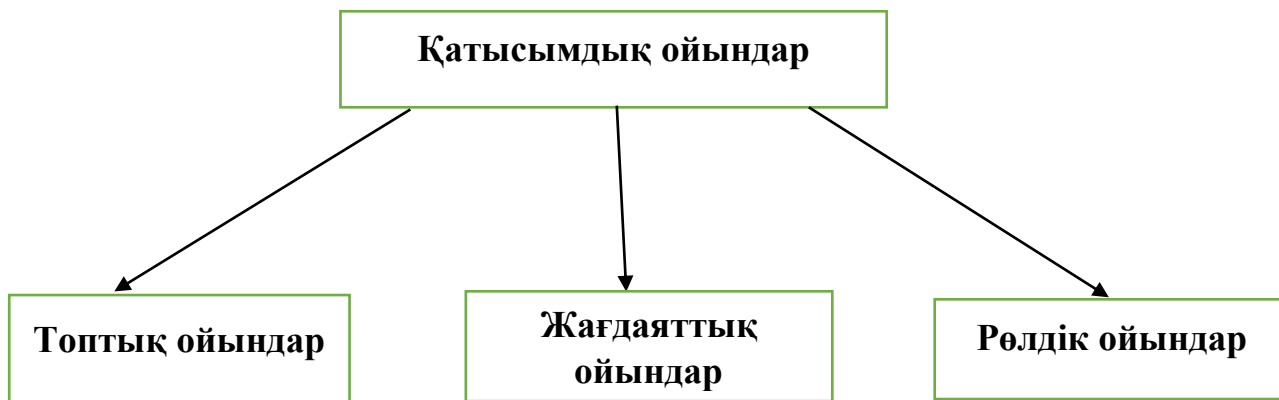 Қатысымдық ойындар
Топтық ойындар
Жағдаяттық
ойындар
Рөлдік ойындар